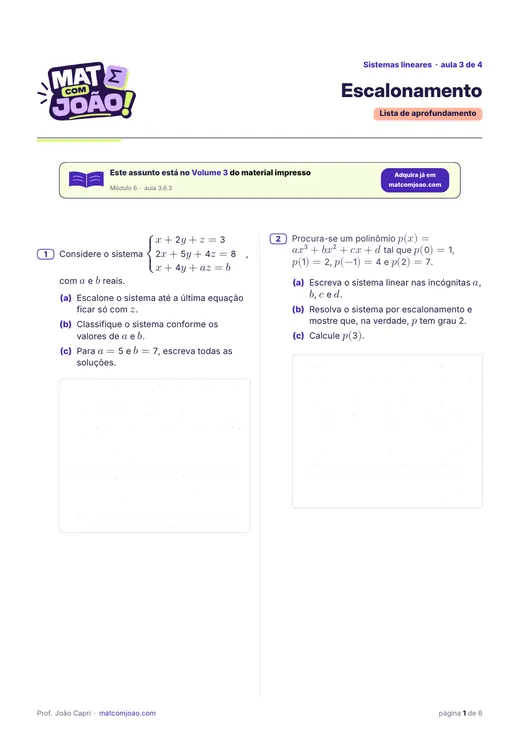 MAT
COM
JOÃO!
Sistemas lineares · aula 3 de 4
Escalonamento
Lista de aprofundamento
Este assunto está no Volume 3 do material impresso
Módulo 6 · aula 3.6.3
Adquira já em
matcomjoao.com
1 Considere o sistema { x + 2y + z = 3
2x + 5y + 4z = 8
x + 4y + az = b ,
com a e b reais.
(a) Escalone o sistema até a última equação
ficar só com z.
(b) Classifique o sistema conforme os
valores de a e b.
(c) Para a = 5 e b = 7, escreva todas as
soluções.
2 Procura-se um polinômio p(x) =
ax³ + bx² + cx + d tal que p(0) = 1,
p(1) = 2, p(−1) = 4 e p(2) = 7.
(a) Escreva o sistema linear nas incógnitas a,
b, c e d.
(b) Resolva o sistema por escalonamento e
mostre que, na verdade, p tem grau 2.
(c) Calcule p(3).
Prof. João Capri · matcomjoao.com
página 1 de 6